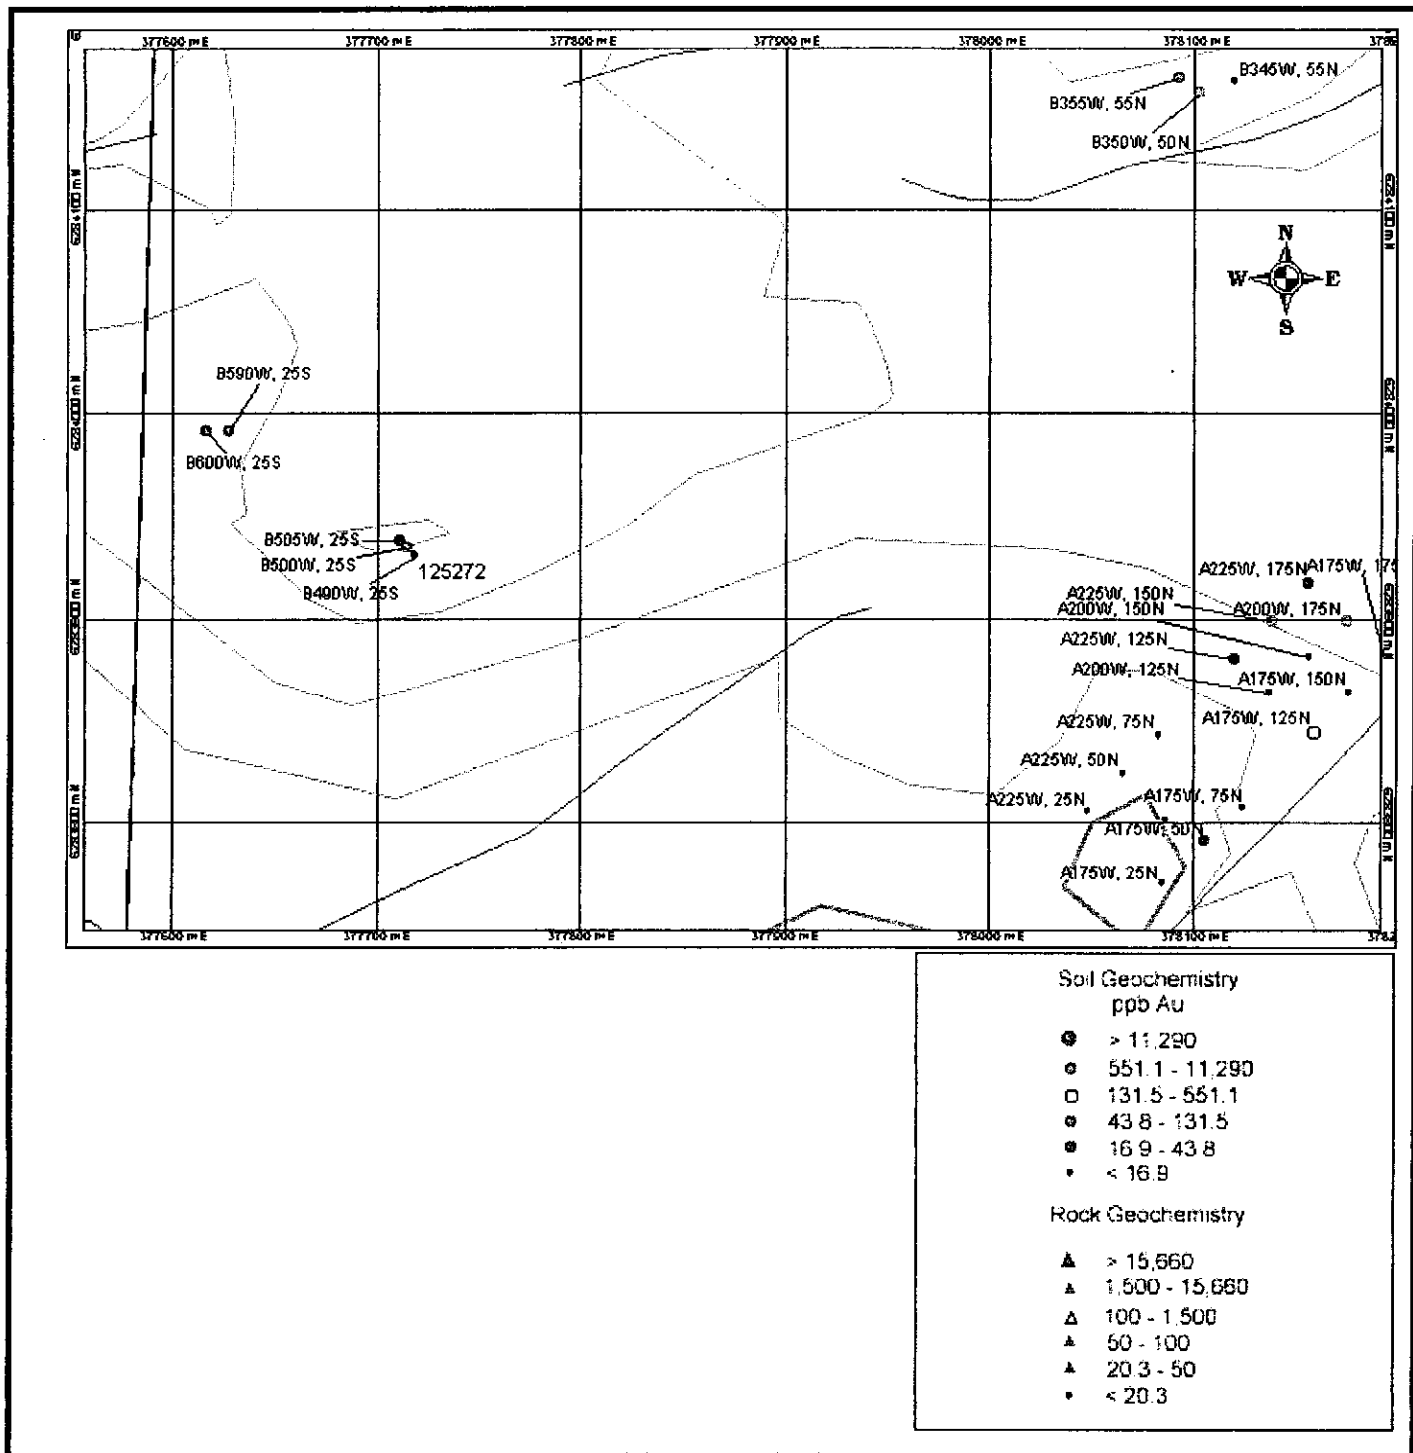 377600 mE 377700 mE 377800 mE 377900 mE 378000 mE 378100 mE
B345W, 55N
B355W, 55N
B350W, 50N
N
W E
S
B590W, 25S
B600W, 25S
B505W, 25S
B500W, 25S
B490W, 25S
125272
A225W, 175N
A175W, 175
A225W, 150N
A200W, 150N
A200W, 175N
A225W, 125N
A200W, 125N
A175W, 150N
A225W, 75N
A175W, 125N
A225W, 50N
A225W, 25N
A175W, 75N
A175W, 50N
A175W, 25N
377600 mE 377700 mE 377800 mE 377900 mE 378000 mE 378100 mE
Soil Geochemistry
ppb Au
> 11,290
551.1 - 11,290
131.5 - 551.1
43.8 - 131.5
16.9 - 43.8
< 16.9
Rock Geochemistry
> 15,660
1,500 - 15,660
100 - 1,500
50 - 100
20.3 - 50
< 20.3